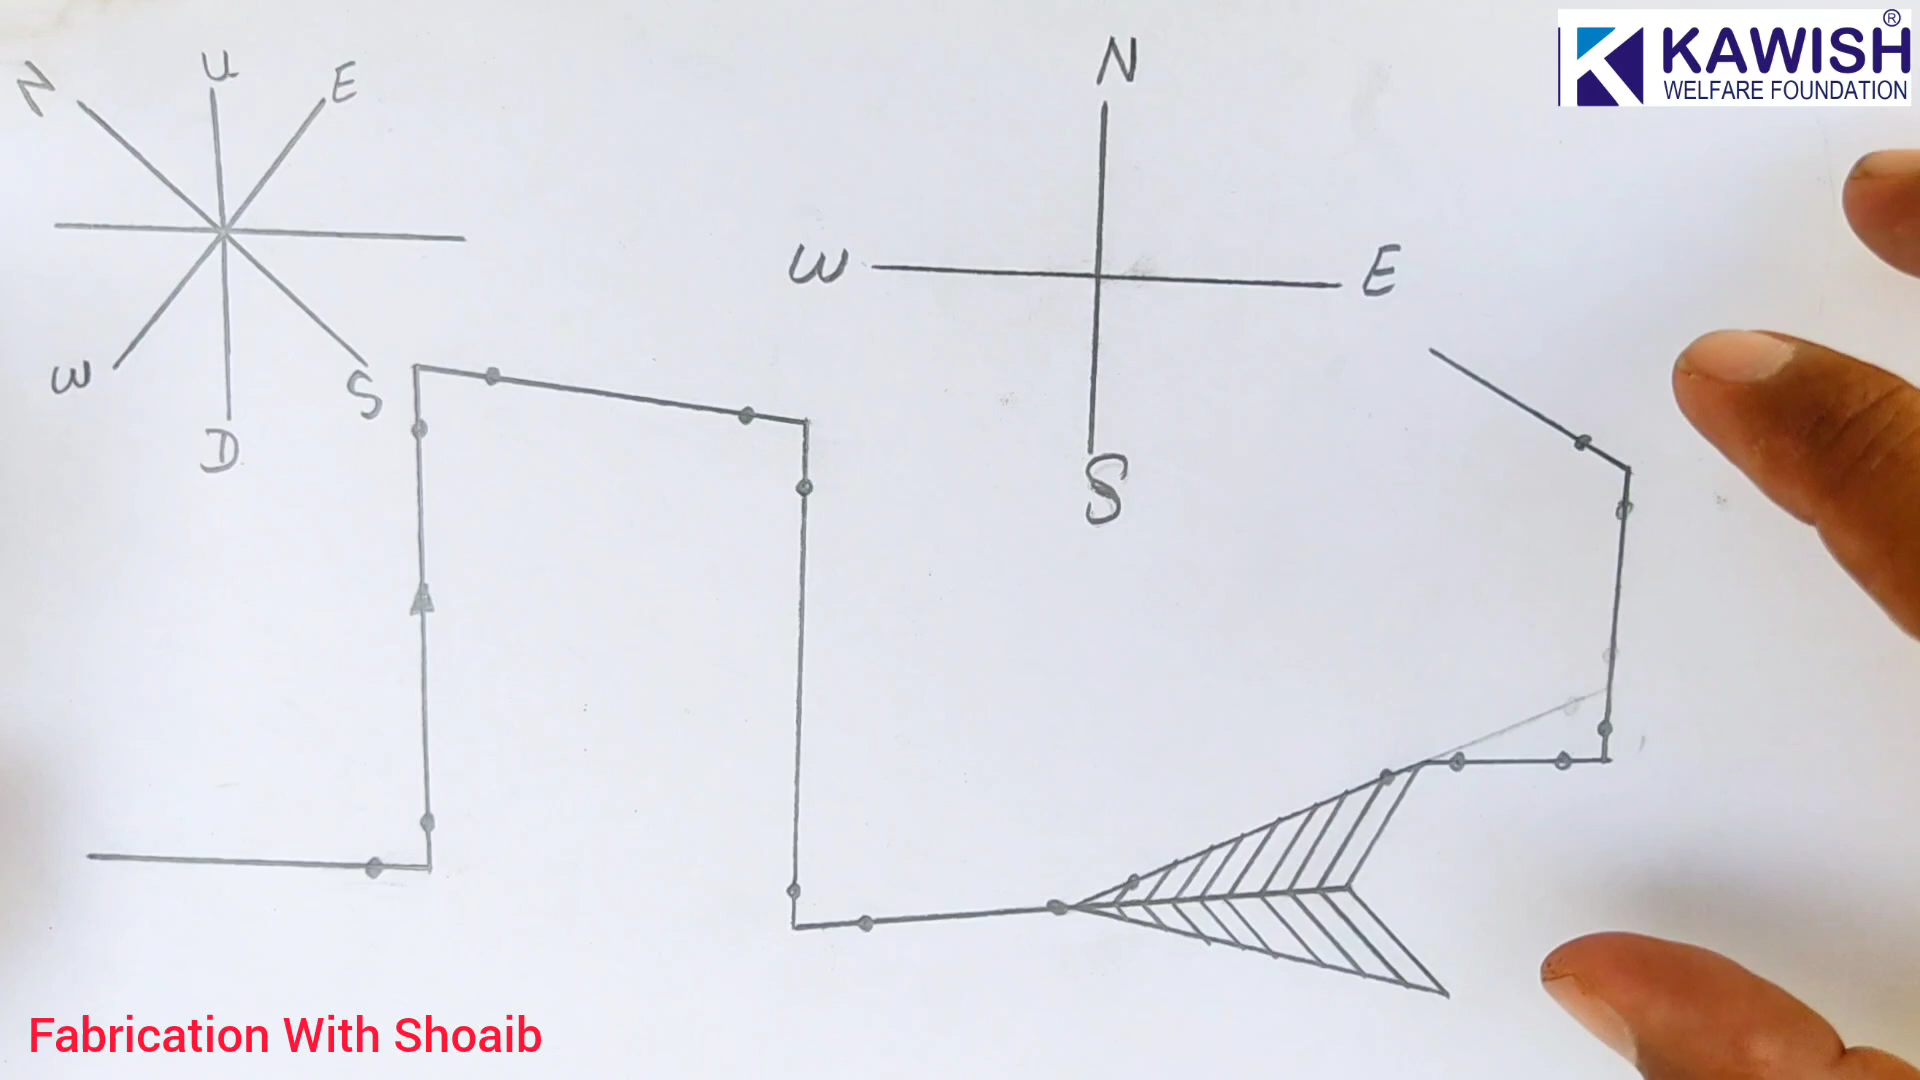 N
U
E
W
S
D
N
W
E
S
KAWISH®
WELFARE FOUNDATION
Fabrication With Shoaib